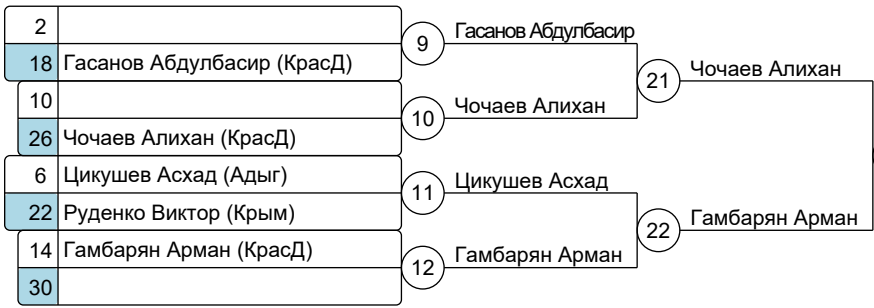 2
18 Гасанов Абдулбасир (КрасД)
9 Гасанов Абдулбасир
10
26 Чочаев Алихан (КрасД)
10 Чочаев Алихан
21 Чочаев Алихан
6 Цикушев Асхад (Адыг)
22 Руденко Виктор (Крым)
11 Цикушев Асхад
14 Гамбарян Арман (КрасД)
30
12 Гамбарян Арман
22 Гамбарян Арман